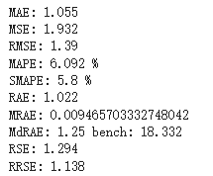 MAE: 1.055
MSE: 1.932
RMSE: 1.39
MAPE: 6.092 %
SMAPE: 5.8 %
RAE: 1.022
MRAE: 0.009465703332748042
MdRAE: 1.25 bench: 18.332
RSE: 1.294
RRSE: 1.138